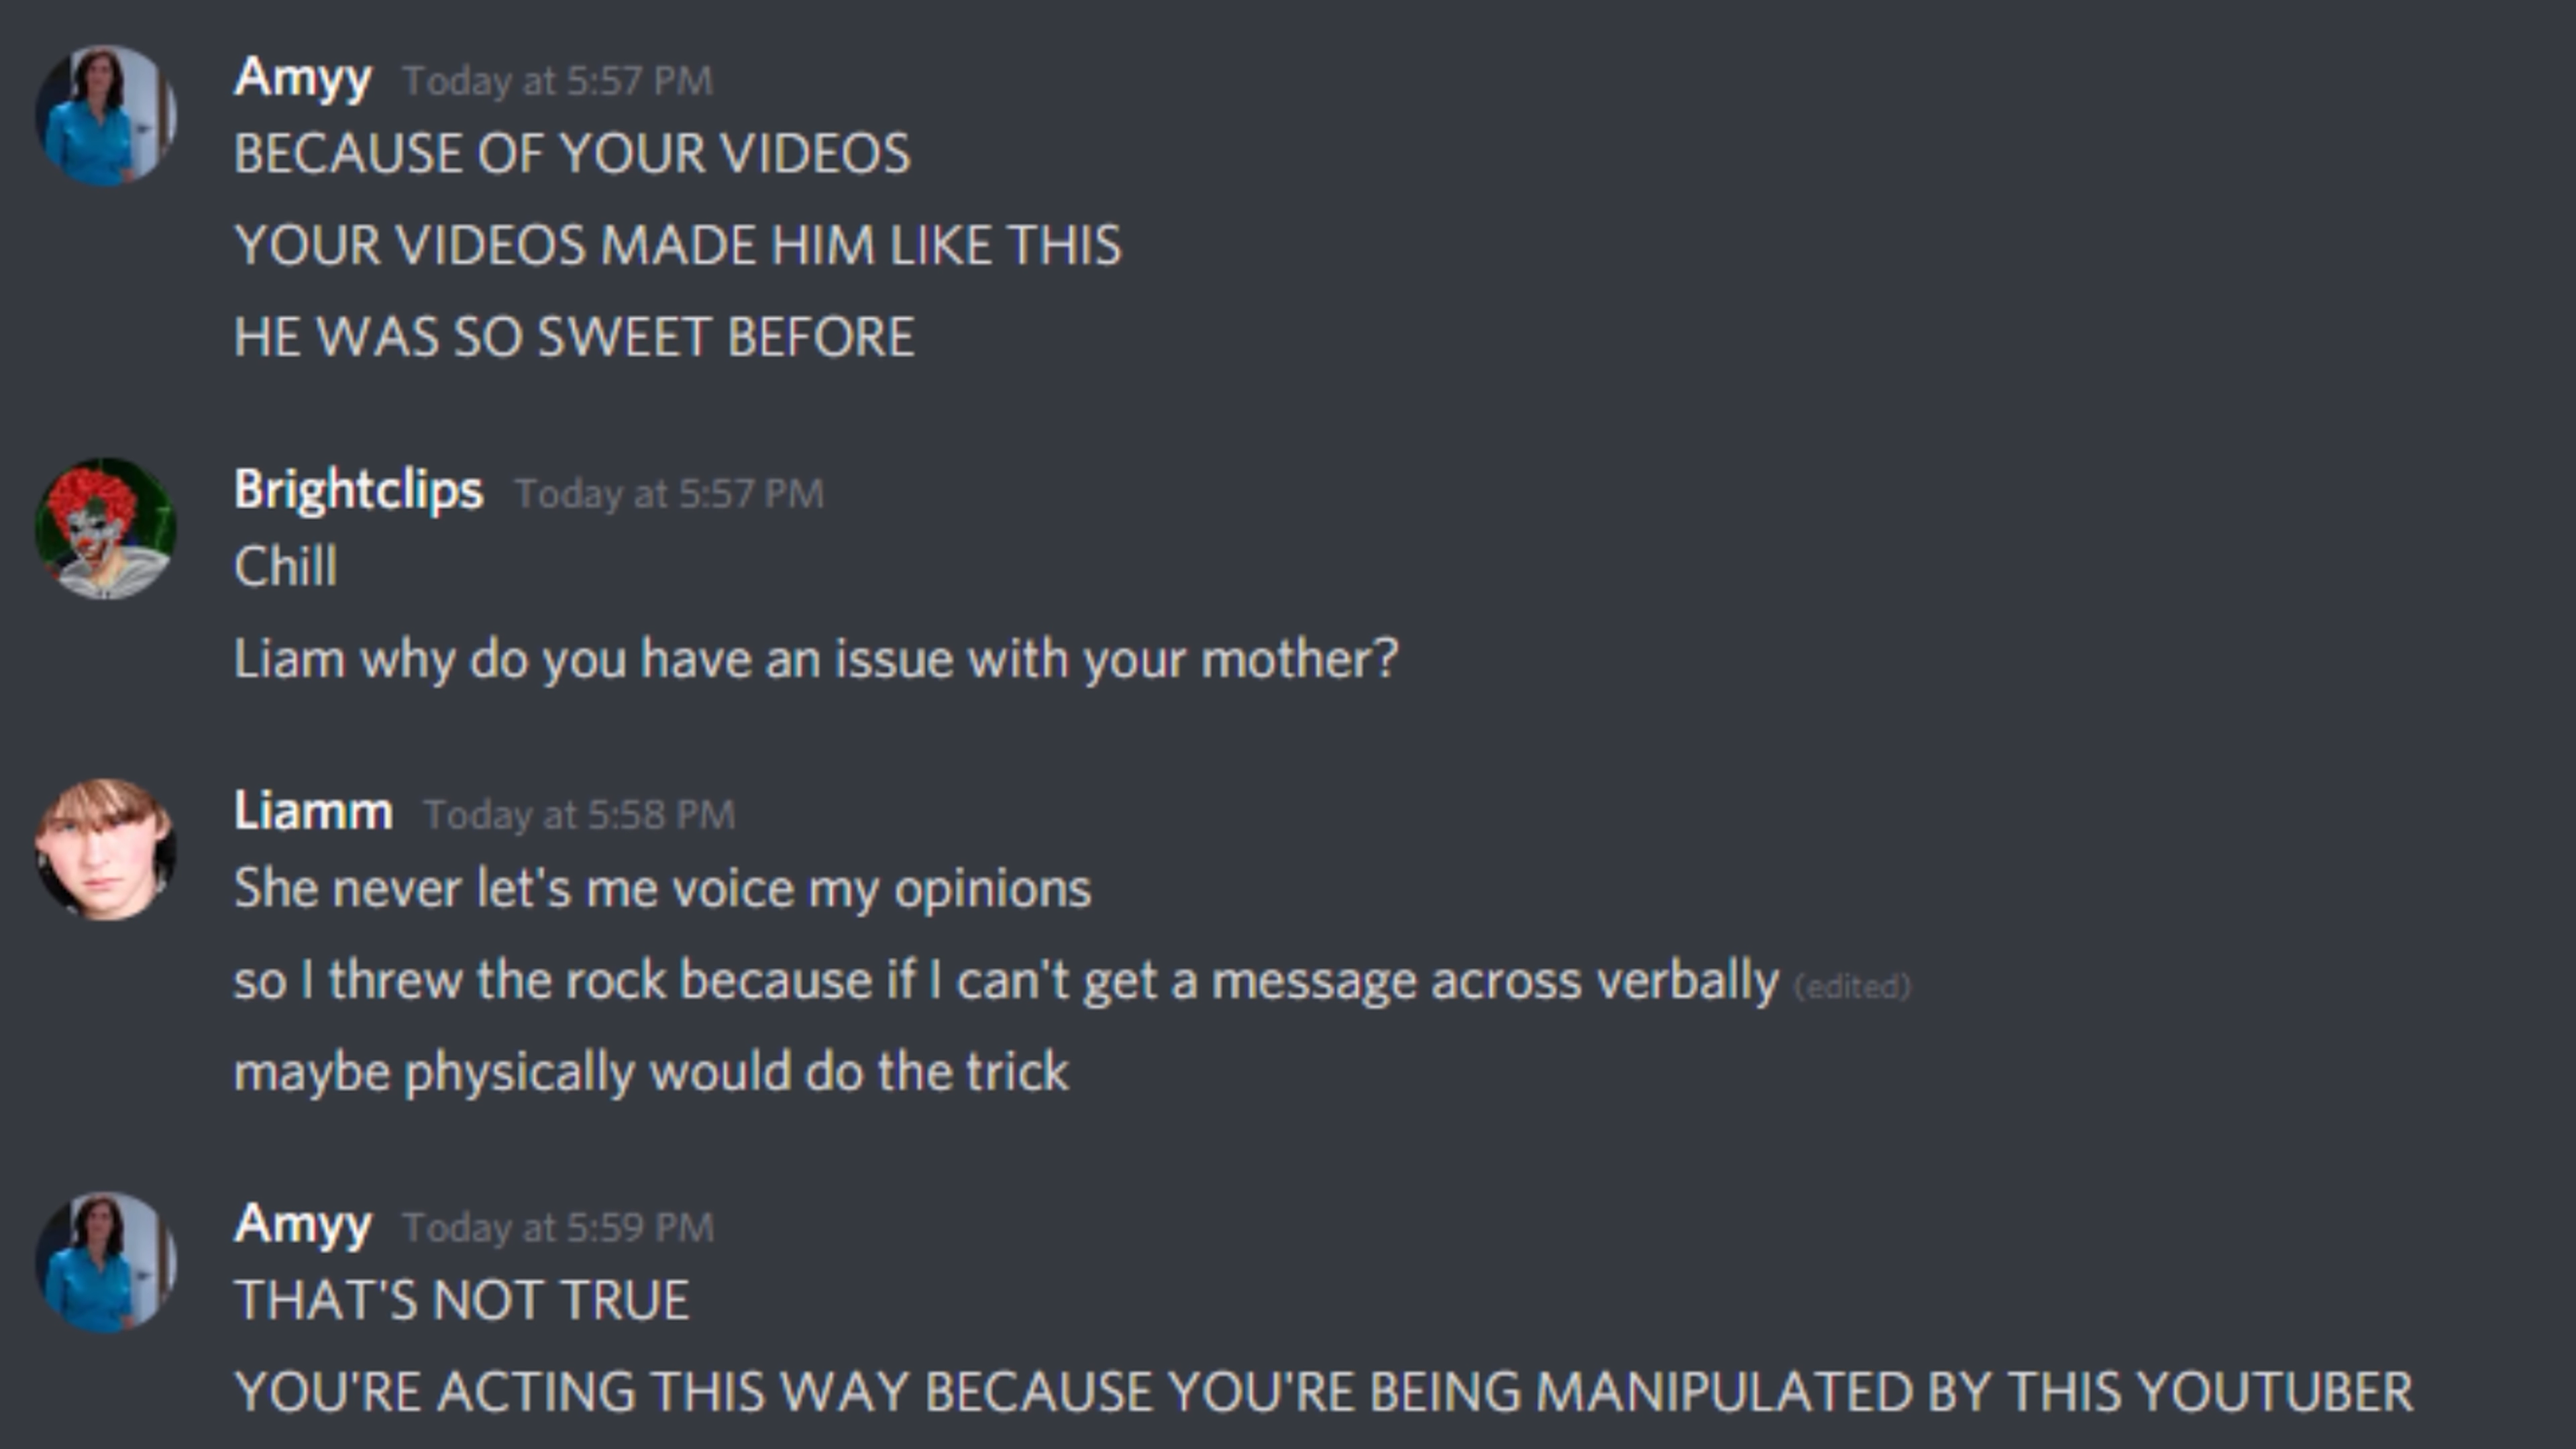 Amyy Today at 5:57 PM
BECAUSE OF YOUR VIDEOS
YOUR VIDEOS MADE HIM LIKE THIS
HE WAS SO SWEET BEFORE
Brightclips Today at 5:57 PM
Chill
Liam why do you have an issue with your mother?
Liamm Today at 5:58 PM
She never let's me voice my opinions
so I threw the rock because if I can't get a message across verbally (edited)
maybe physically would do the trick
Amyy Today at 5:59 PM
THAT'S NOT TRUE
YOU'RE ACTING THIS WAY BECAUSE YOU'RE BEING MANIPULATED BY THIS YOUTUBER